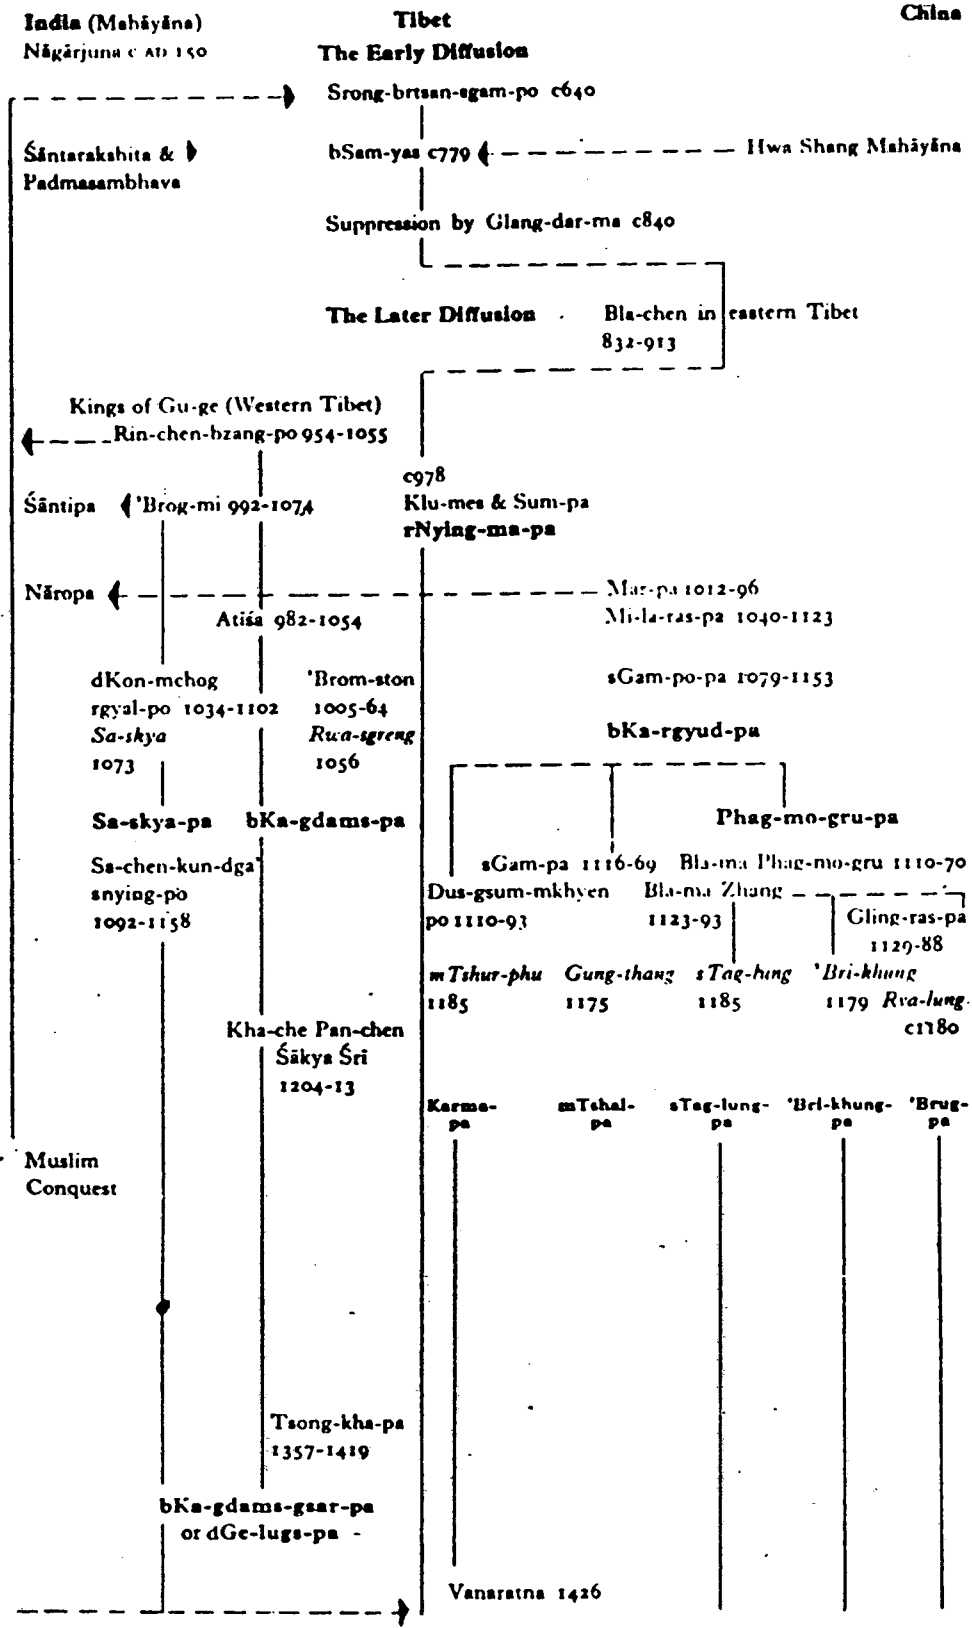 India (Mahāyāna)
Tibet
China
Nāgārjuna c AD 150
The Early Diffusion
Srong-brtsan-sgam-po c640
Śāntarakshita &
bSam-yas c779
Hwa Shang Mahāyāna
Padmasambhava
Suppression by Glang-dar-ma c840
The Later Diffusion
Bla-chen in eastern Tibet
832-913
Kings of Gu-ge (Western Tibet)
Rin-chen-bzang-po 954-1055
c978
Śāntipa
'Brog-mi 992-1074
Klu-mes & Sum-pa
rNying-ma-pa
Nāropa
Mar-pa 1012-96
Atiśa 982-1054
Mi-la-ras-pa 1040-1123
dKon-mchog
'Brom-ston
sGam-po-pa 1079-1153
rgyal-po 1034-1102
1005-64
Sa-skya
Rwa-sgreng
bKa-rgyud-pa
1073
1056
Sa-skya-pa
bKa-gdams-pa
Phag-mo-gru-pa
Sa-chen-kun-dga'
sGam-pa 1116-69
Bla-ma Phag-mo-gru 1110-70
snying-po
Dus-gsum-mkhyen
Bla-ma Zhang
1092-1158
po 1110-93
1123-93
Gling-ras-pa
1129-88
mTshur-phu
Gung-thang
sTag-lung
'Bri-khung
1185
1175
1185
1179
Rva-lung
c1180
Kha-che Pan-chen
Śākya Śrī
1204-13
Karma-
pa
mTshal-
pa
sTag-lung-
pa
'Bri-khung-
pa
'Brug-
pa
Muslim
Conquest
Tsong-kha-pa
1357-1419
bKa-gdams-gsar-pa
or dGe-lugs-pa
Vanaratna 1426